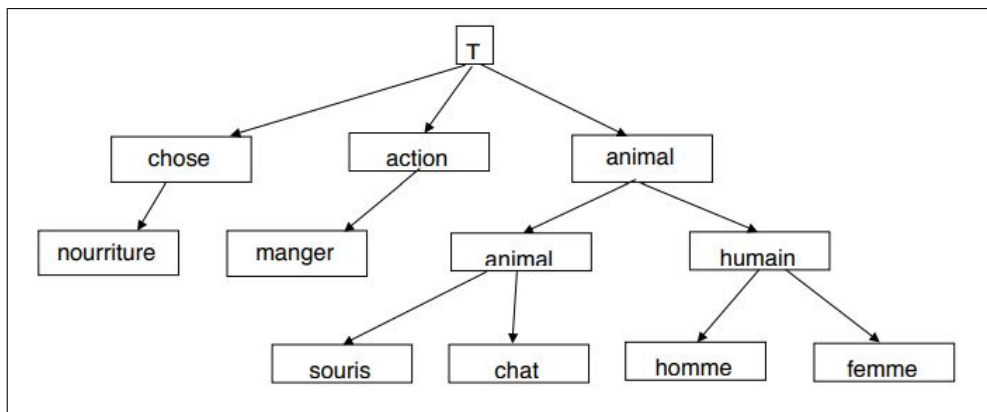 T
chose
action
animal
nourriture
manger
animal
humain
souris
chat
homme
femme